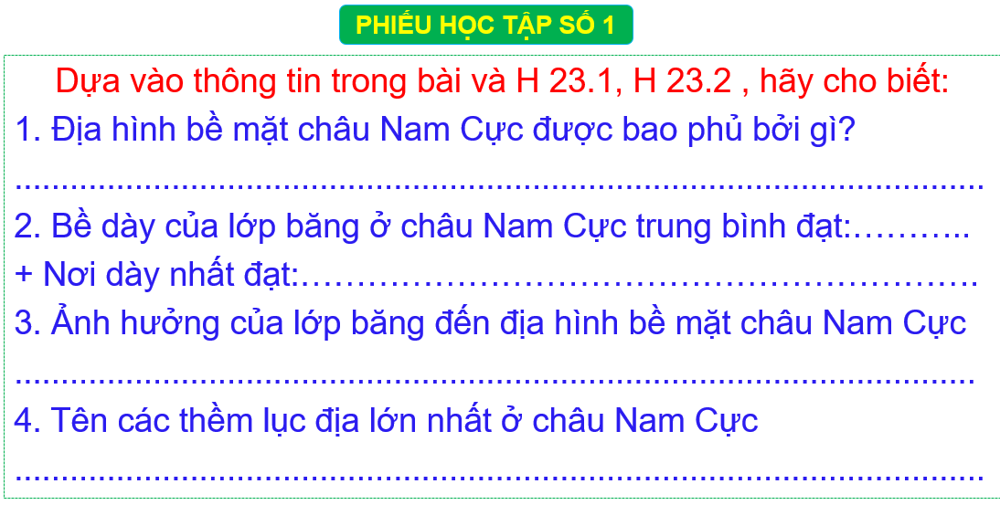 PHIẾU HỌC TẬP SỐ 1
Dựa vào thông tin trong bài và H 23.1, H 23.2 , hãy cho biết:
1. Địa hình bề mặt châu Nam Cực được bao phủ bởi gì?
.........................................................................................................
2. Bề dày của lớp băng ở châu Nam Cực trung bình đạt:………..
+ Nơi dày nhất đạt:……………………………………………………….
3. Ảnh hưởng của lớp băng đến địa hình bề mặt châu Nam Cực
........................................................................................................
4. Tên các thềm lục địa lớn nhất ở châu Nam Cực
.........................................................................................................